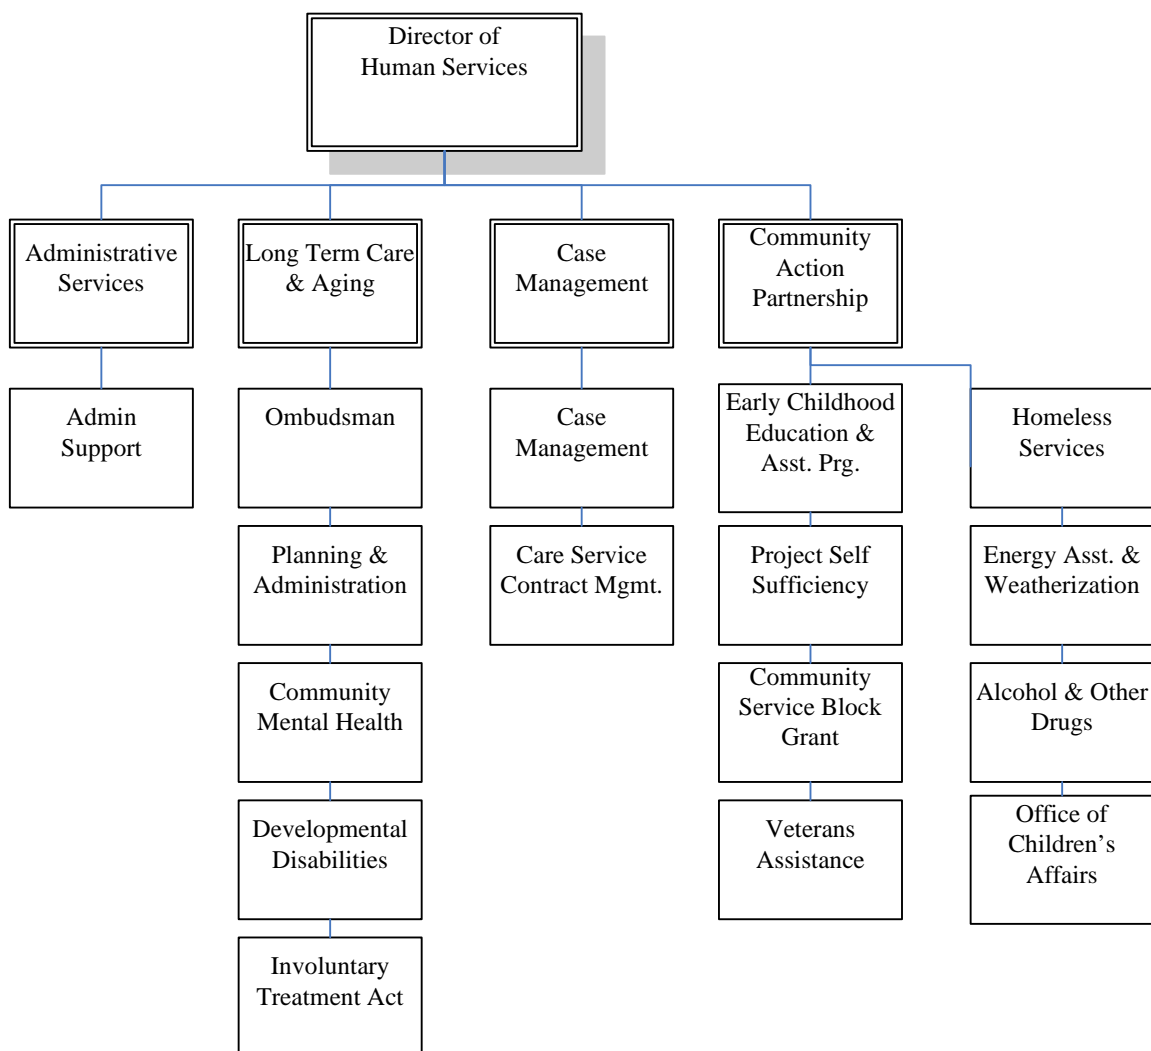 Director of
Human Services
Administrative
Services
Long Term Care
& Aging
Case
Management
Community
Action
Partnership
Admin
Support
Ombudsman
Case
Management
Early Childhood
Education &
Asst. Prg.
Homeless
Services
Planning &
Administration
Care Service
Contract Mgmt.
Project Self
Sufficiency
Energy Asst. &
Weatherization
Community
Mental Health
Community
Service Block
Grant
Alcohol & Other
Drugs
Developmental
Disabilities
Veterans
Assistance
Office of
Children’s
Affairs
Involuntary
Treatment Act